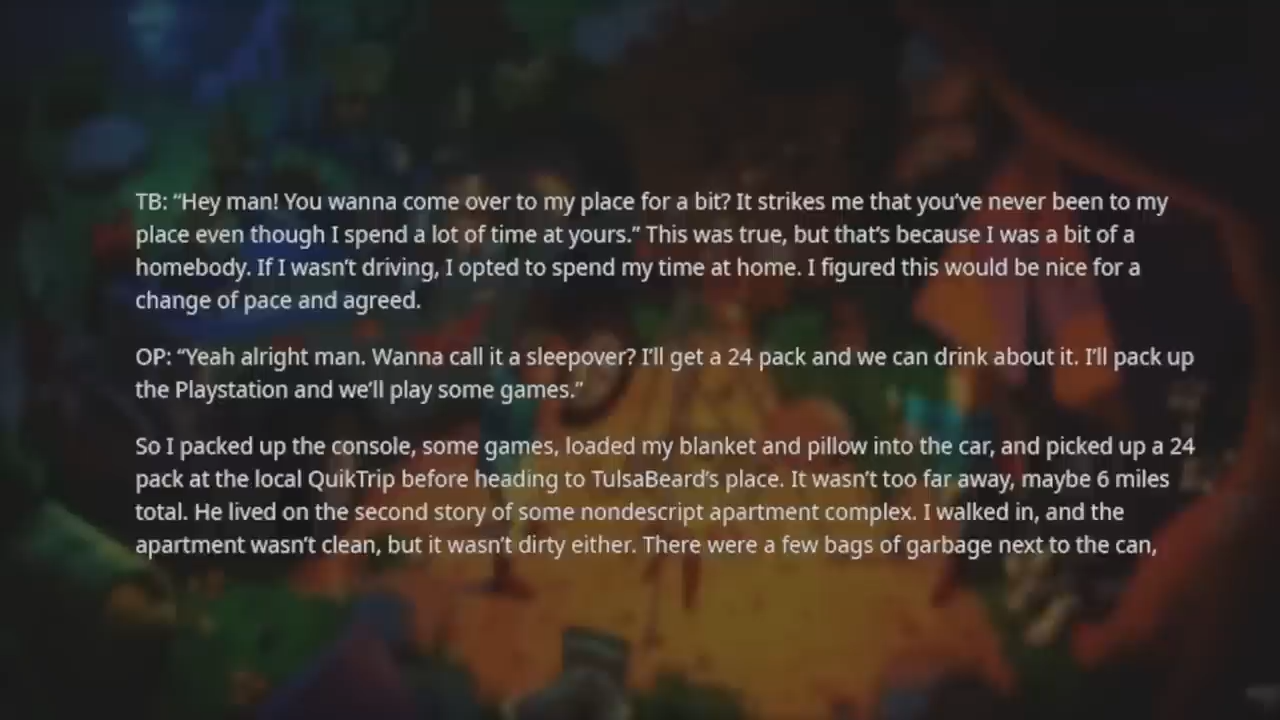 TB: “Hey man! You wanna come over to my place for a bit? It strikes me that you’ve never been to my
place even though I spend a lot of time at yours.” This was true, but that’s because I was a bit of a
homebody. If I wasn’t driving, I opted to spend my time at home. I figured this would be nice for a
change of pace and agreed.
OP: “Yeah alright man. Wanna call it a sleepover? I’ll get a 24 pack and we can drink about it. I’ll pack up
the Playstation and we’ll play some games.”
So I packed up the console, some games, loaded my blanket and pillow into the car, and picked up a 24
pack at the local QuikTrip before heading to TulsaBeard’s place. It wasn’t too far away, maybe 6 miles
total. He lived on the second story of some nondescript apartment complex. I walked in, and the
apartment wasn’t clean, but it wasn’t dirty either. There were a few bags of garbage next to the can,